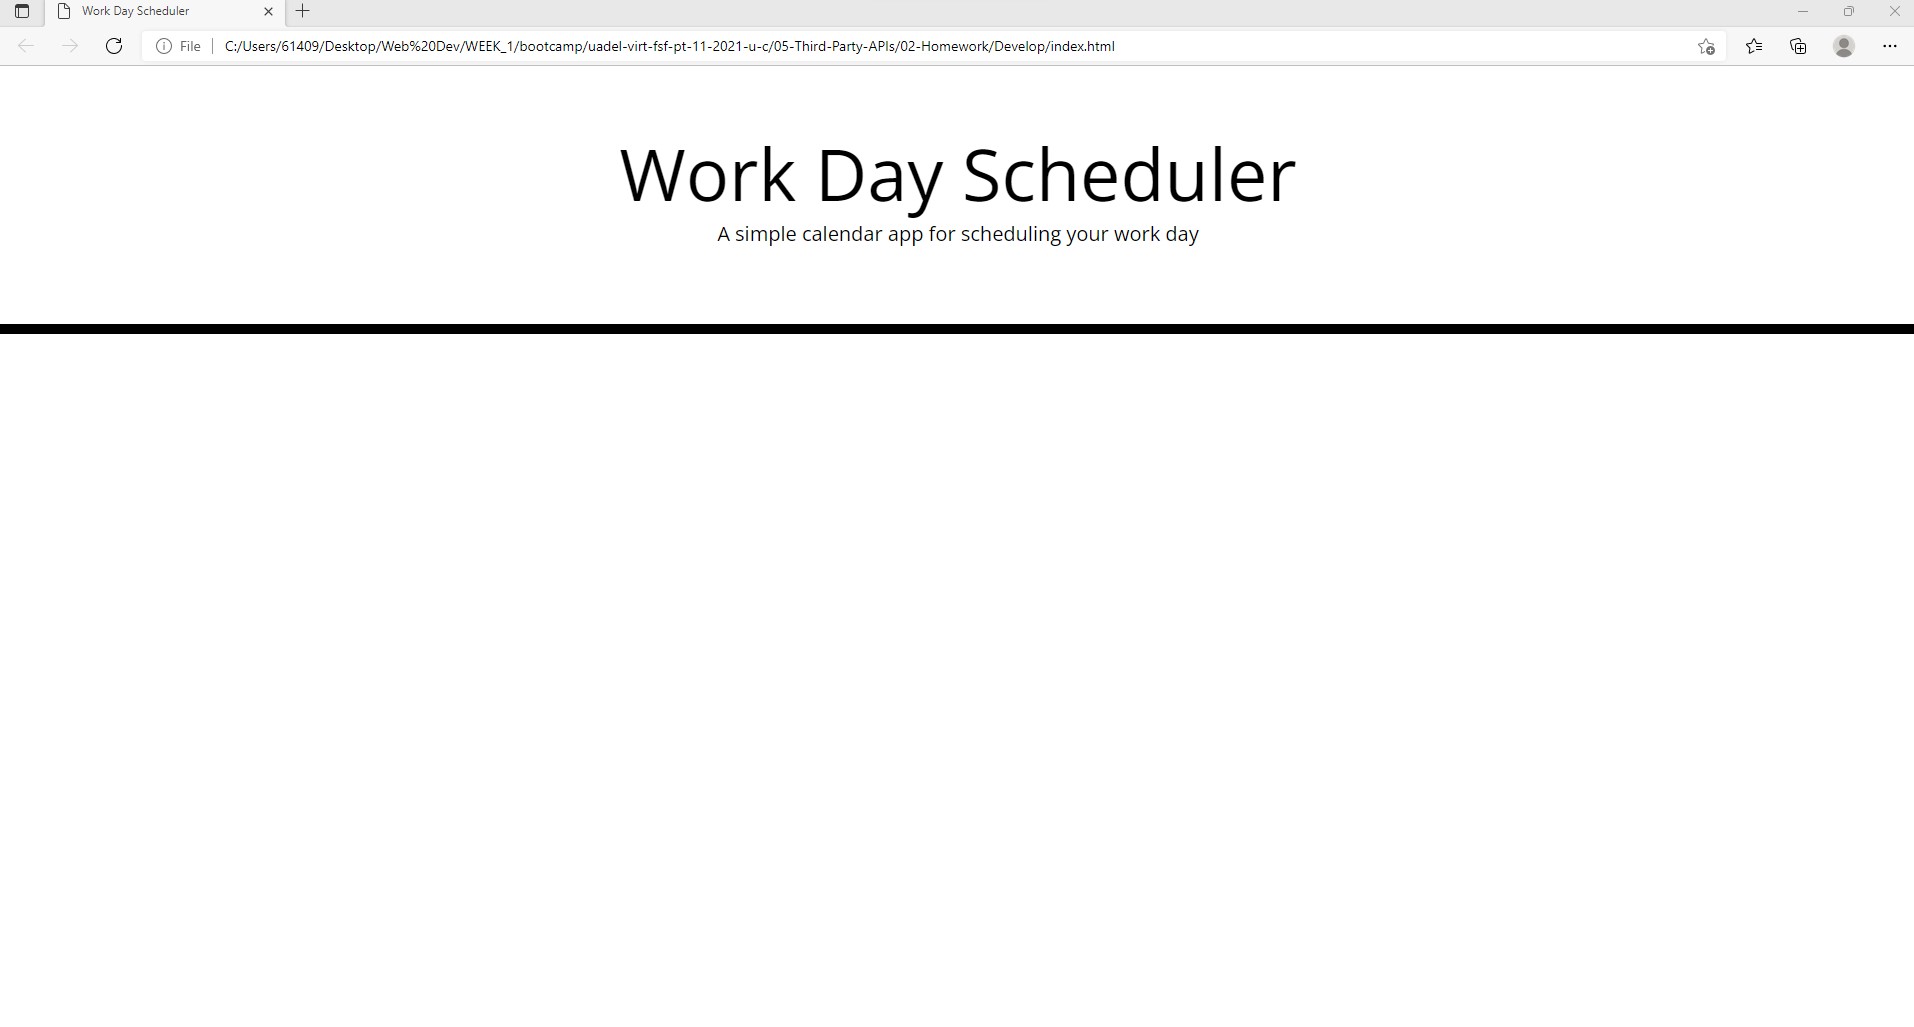 Work Day Scheduler
File
C:/Users/61409/Desktop/Web%20Dev/WEEK_1/bootcamp/uadel-virt-fsf-pt-11-2021-u-c/05-Third-Party-APIs/02-Homework/Develop/index.html
Work Day Scheduler
A simple calendar app for scheduling your work day